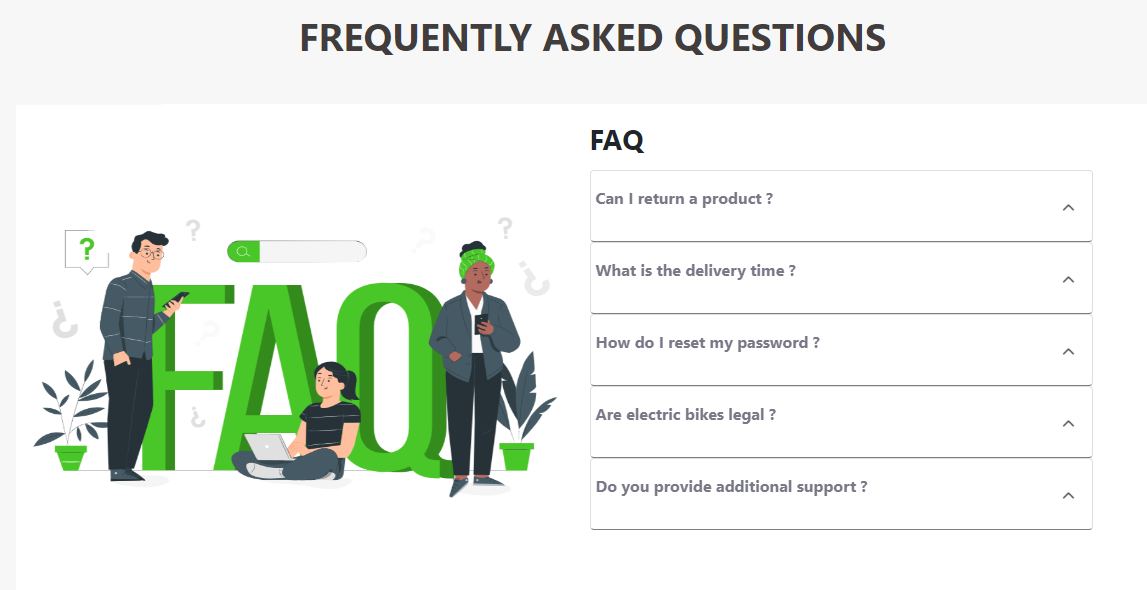 FREQUENTLY ASKED QUESTIONS
?
?
?
?
¿
¿
?
¿
FAQ
FAQ
Can I return a product ?
What is the delivery time ?
How do I reset my password ?
Are electric bikes legal ?
Do you provide additional support ?